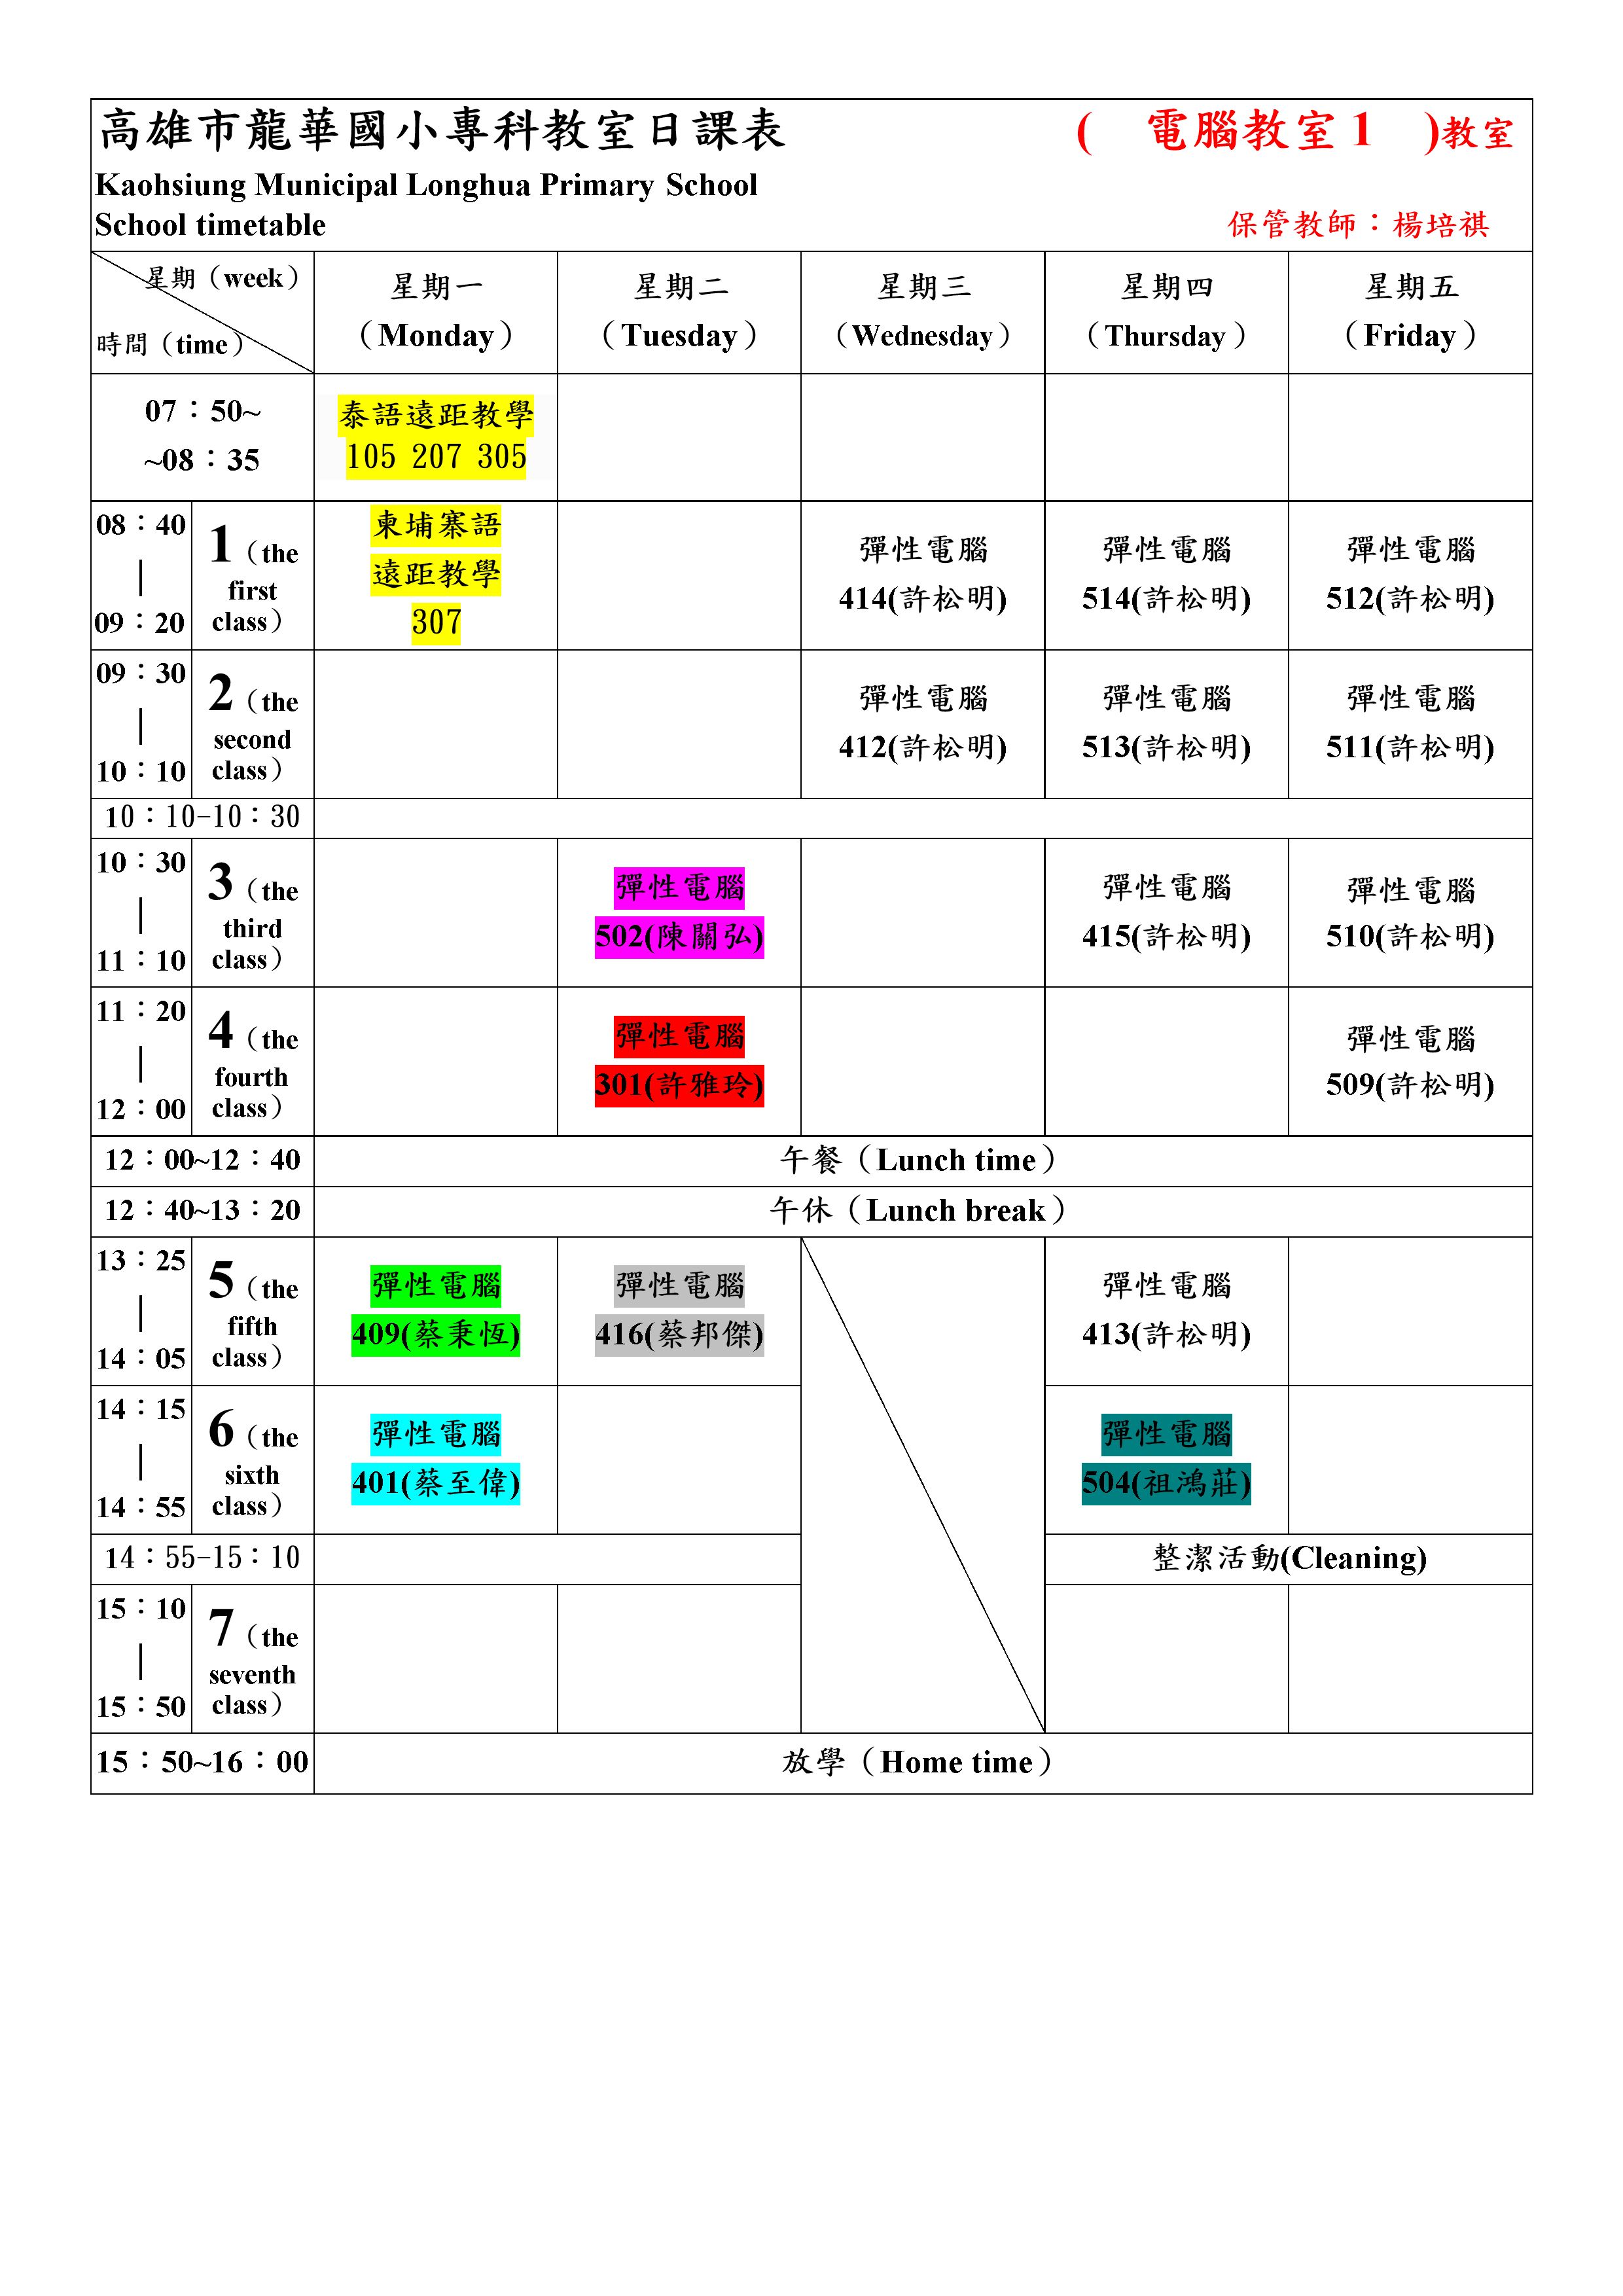 高雄市龍華國小專科教室日課表 ( 電腦教室1 )教室
Kaohsiung Municipal Longhua Primary School
School timetable 保管教師：楊培祺
星期（week）
時間（time）
星期一
（Monday）
星期二
（Tuesday）
星期三
（Wednesday）
星期四
（Thursday）
星期五
（Friday）
07：50~
~08：35
泰語遠距教學
105 207 305
08：40
|
09：20
1（the
first
class）
柬埔寨語
遠距教學
307
彈性電腦
414(許松明)
彈性電腦
514(許松明)
彈性電腦
512(許松明)
09：30
|
10：10
2（the
second
class）
彈性電腦
412(許松明)
彈性電腦
513(許松明)
彈性電腦
511(許松明)
10：10-10：30
10：30
|
11：10
3（the
third
class）
彈性電腦
502(陳關弘)
彈性電腦
415(許松明)
彈性電腦
510(許松明)
11：20
|
12：00
4（the
fourth
class）
彈性電腦
301(許雅玲)
彈性電腦
509(許松明)
12：00~12：40
午餐（Lunch time）
12：40~13：20
午休（Lunch break）
13：25
|
14：05
5（the
fifth
class）
彈性電腦
409(蔡秉恆)
彈性電腦
416(蔡邦傑)
彈性電腦
413(許松明)
14：15
|
14：55
6（the
sixth
class）
彈性電腦
401(蔡至偉)
彈性電腦
504(祖鴻莊)
14：55-15：10
整潔活動(Cleaning)
15：10
|
15：50
7（the
seventh
class）
15：50~16：00
放學（Home time）